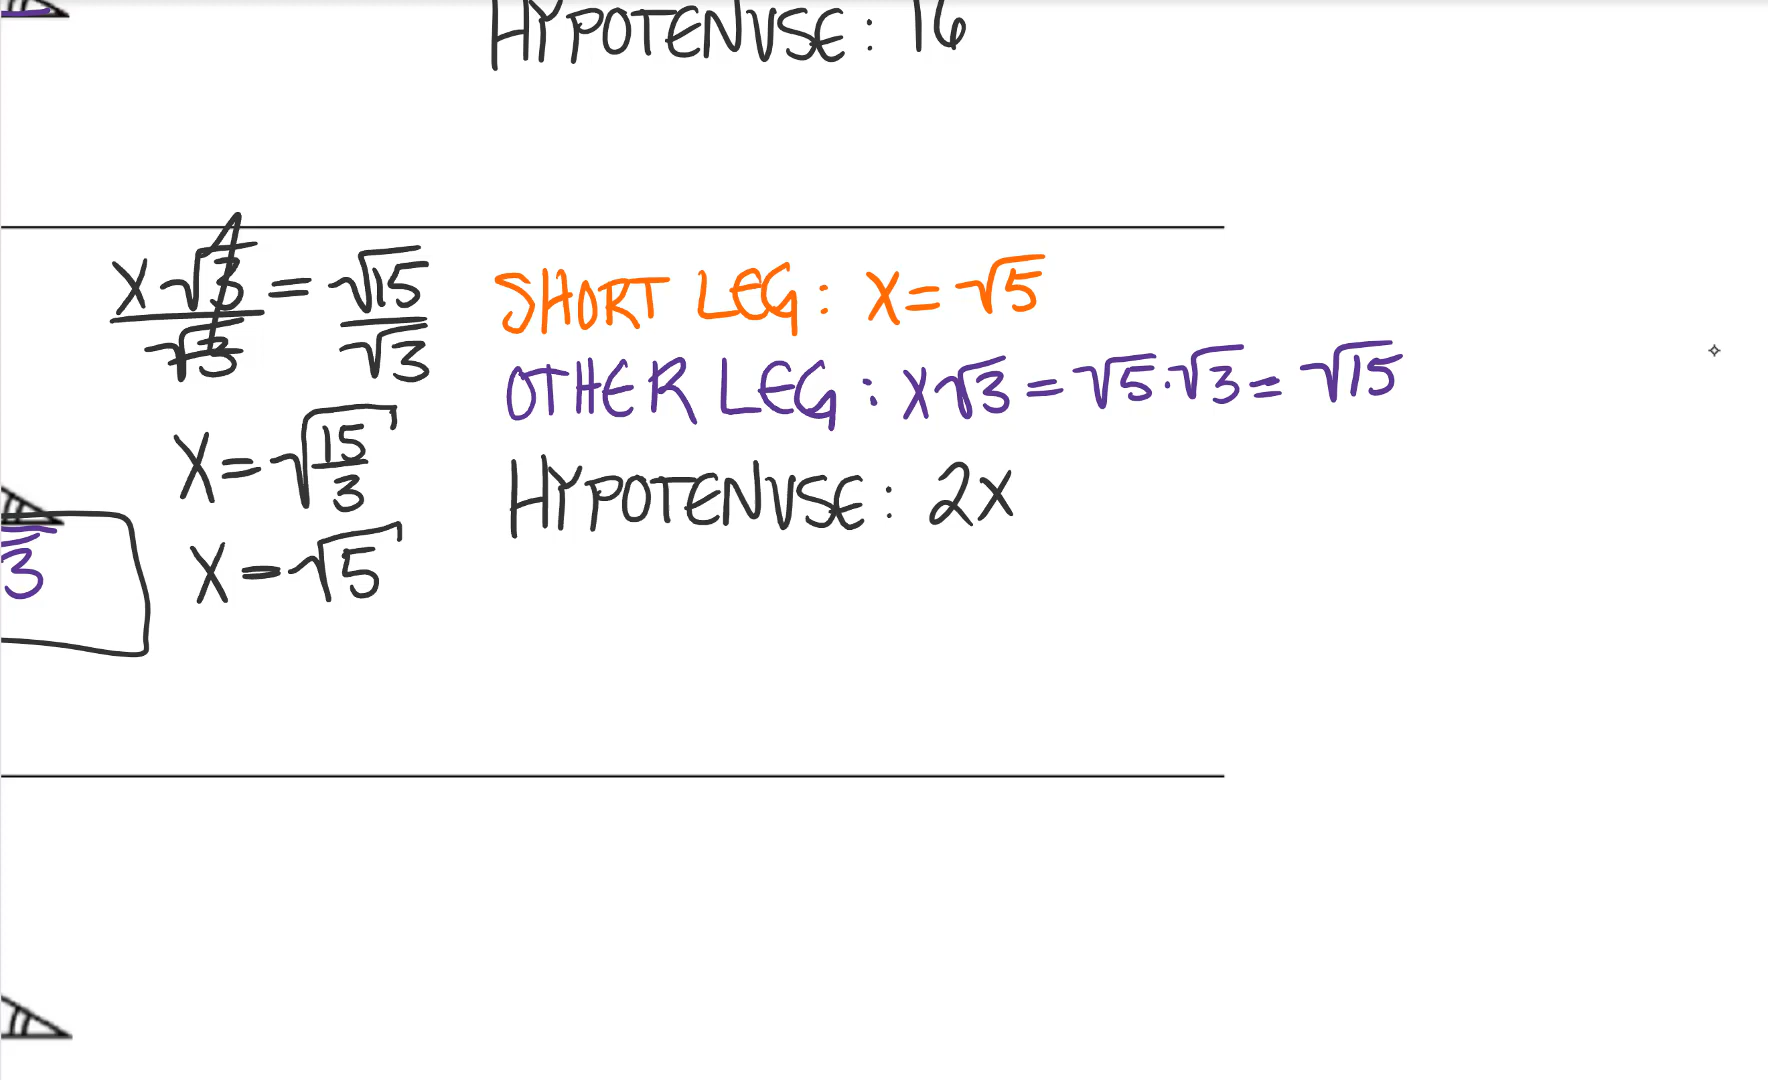 HYPOTENUSE: 16
x√3 = √15
√3 √3
x = √15/3
x = √5
3
SHORT LEG: x = √5
OTHER LEG: x√3 = √5·√3 = √15
HYPOTENUSE: 2x